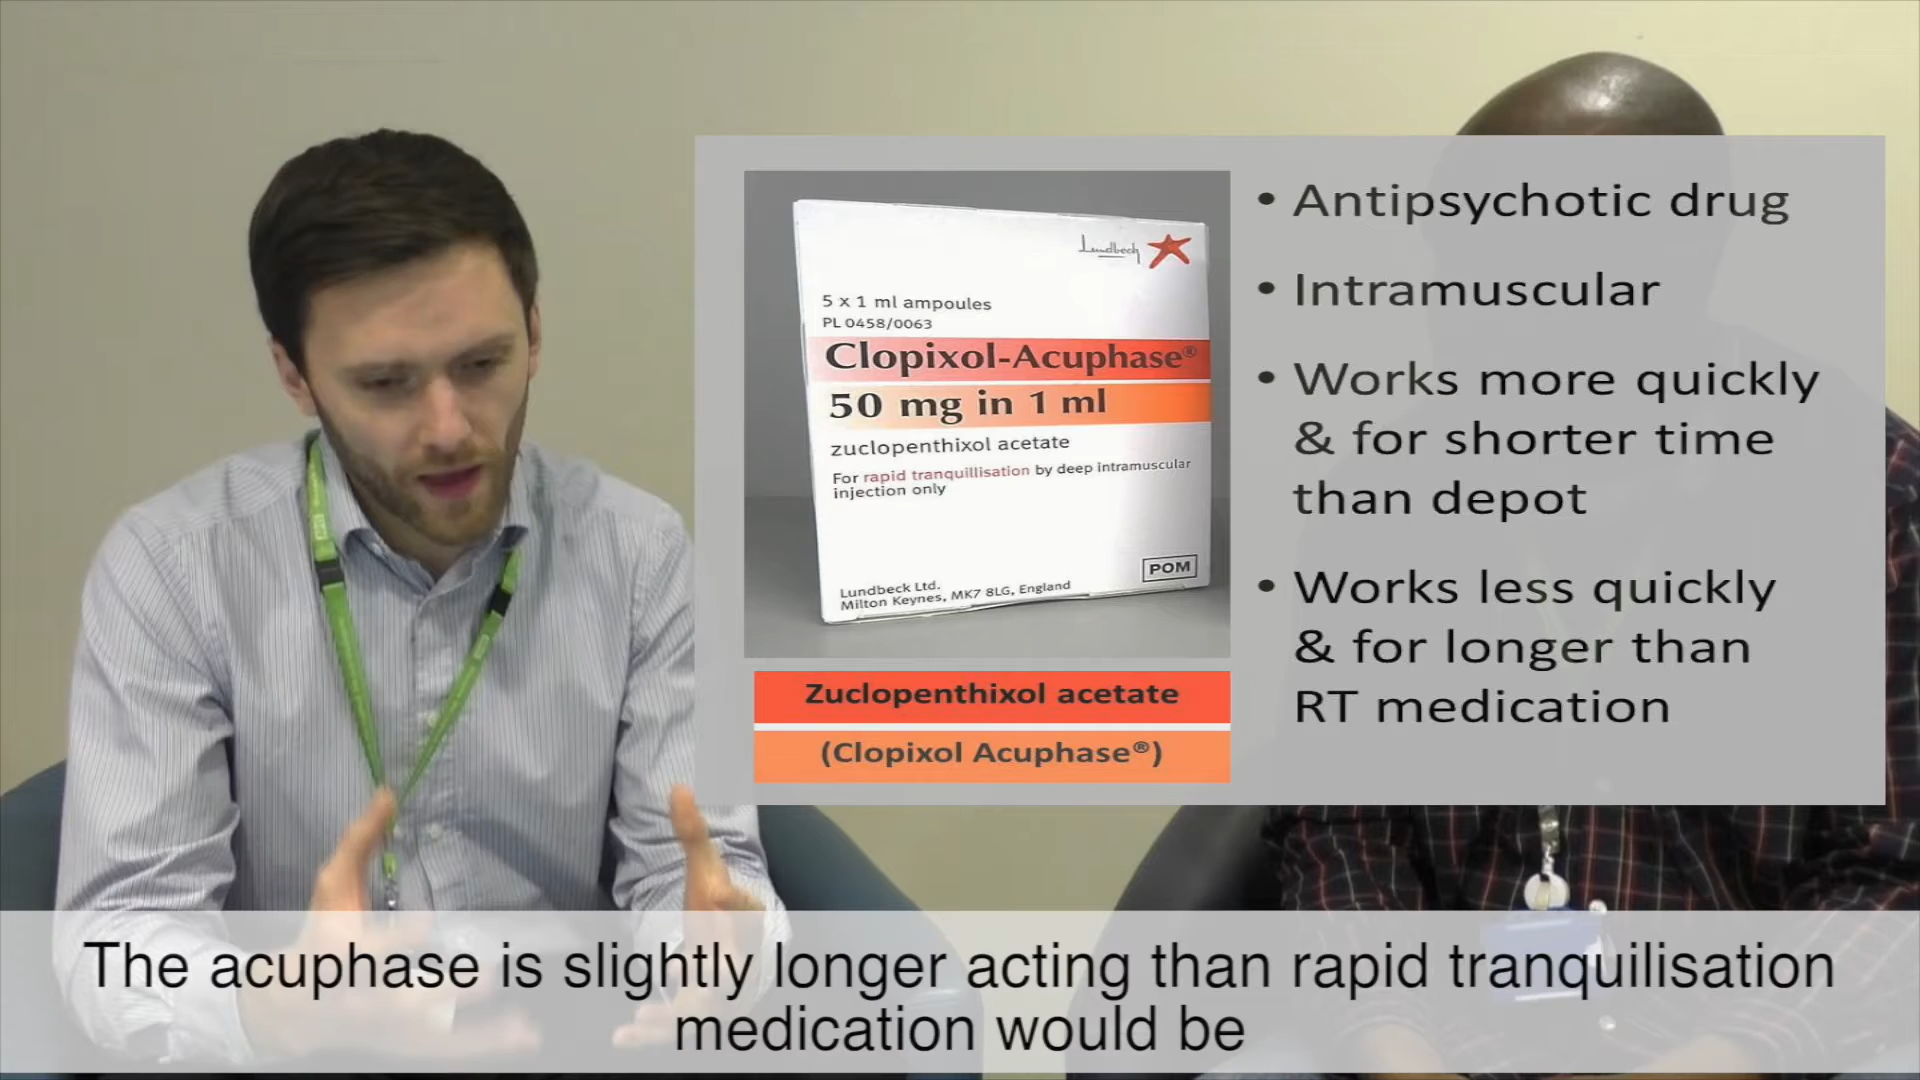 Lundbeck
5 x 1 ml ampoules
PL 0458/0063
Clopixol-Acuphase®
50 mg in 1 ml
zuclopenthixol acetate
For rapid tranquillisation by deep intramuscular
injection only
Lundbeck Ltd.
Milton Keynes, MK7 8LG, England
POM
Zuclopenthixol acetate
(Clopixol Acuphase®)
• Antipsychotic drug
• Intramuscular
• Works more quickly
& for shorter time
than depot
• Works less quickly
& for longer than
RT medication
The acuphase is slightly longer acting than rapid tranquilisation
medication would be